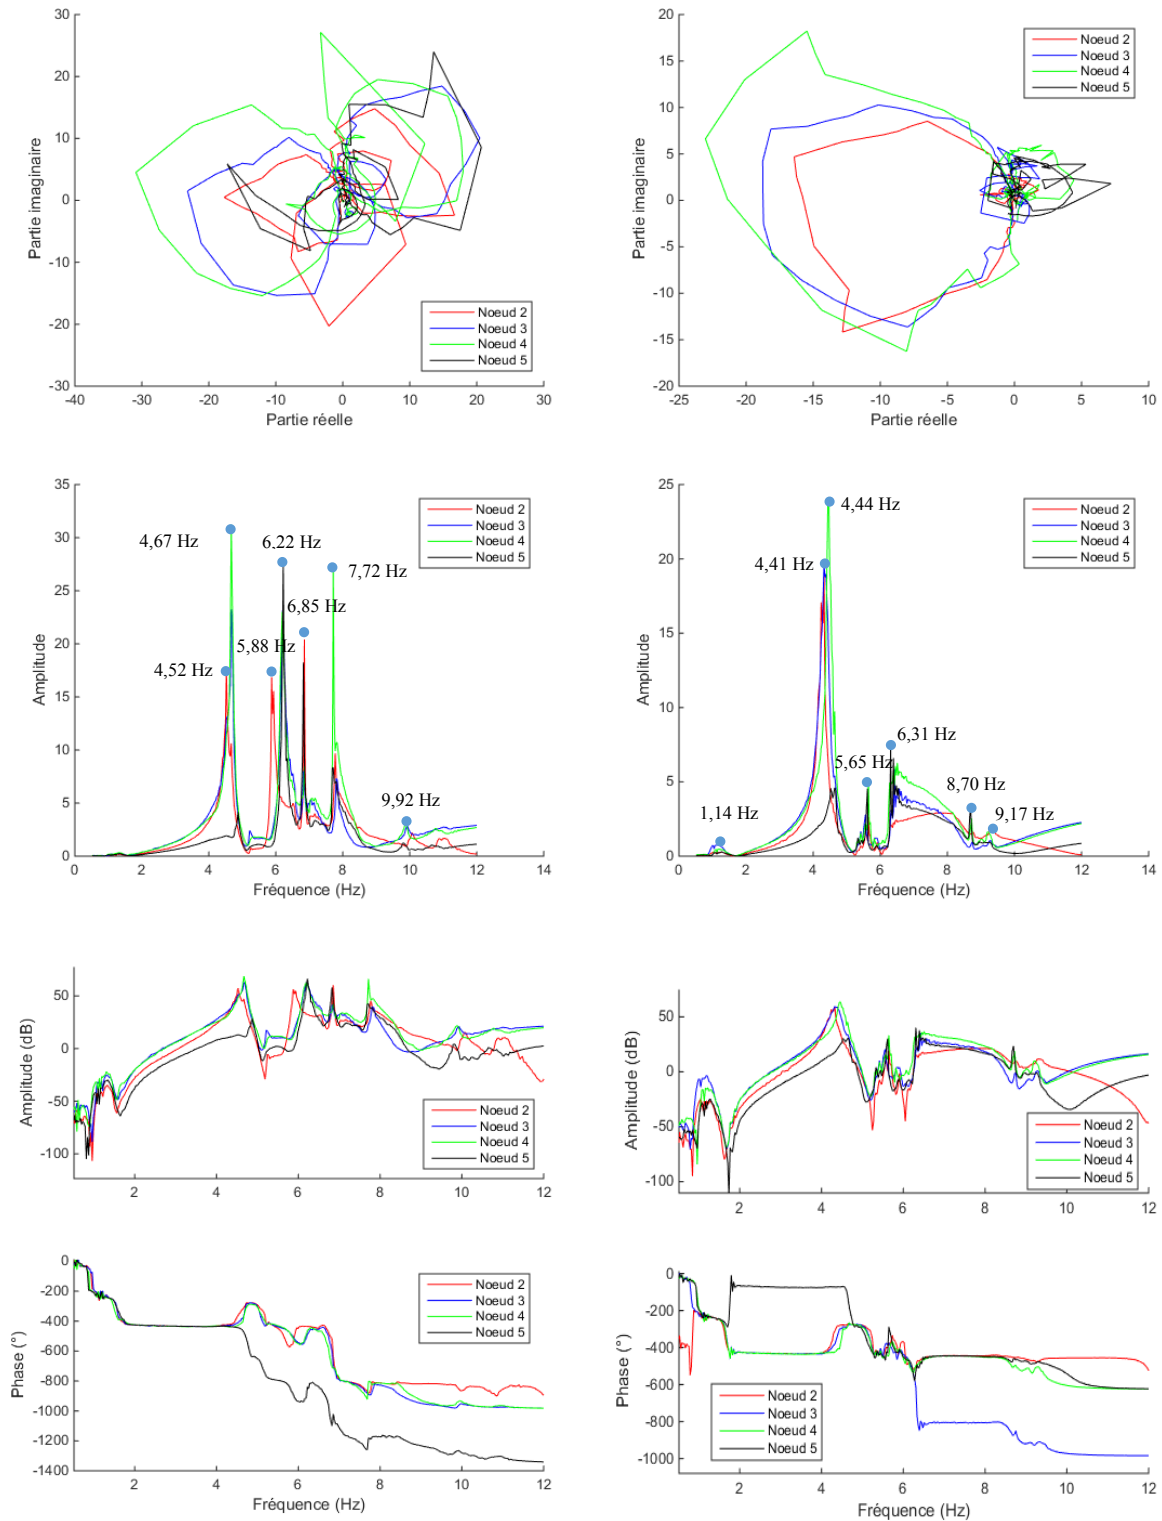 30
20
10
0
-10
-20
-30
-40
-30
-20
-10
0
10
20
30
Partie imaginaire
Partie réelle
Noeud 2
Noeud 3
Noeud 4
Noeud 5
20
15
10
5
0
-5
-10
-15
-20
-25
-20
-15
-10
-5
0
5
10
Partie imaginaire
Partie réelle
Noeud 2
Noeud 3
Noeud 4
Noeud 5
35
30
25
20
15
10
5
0
0
2
4
6
8
10
12
14
Amplitude
Fréquence (Hz)
4,67 Hz
6,22 Hz
7,72 Hz
6,85 Hz
5,88 Hz
4,52 Hz
9,92 Hz
Noeud 2
Noeud 3
Noeud 4
Noeud 5
25
20
15
10
5
0
0
2
4
6
8
10
12
14
Amplitude
Fréquence (Hz)
4,44 Hz
4,41 Hz
6,31 Hz
5,65 Hz
8,70 Hz
1,14 Hz
9,17 Hz
Noeud 2
Noeud 3
Noeud 4
Noeud 5
50
0
-50
-100
2
4
6
8
10
12
Amplitude (dB)
Noeud 2
Noeud 3
Noeud 4
Noeud 5
50
0
-50
-100
2
4
6
8
10
12
Amplitude (dB)
Noeud 2
Noeud 3
Noeud 4
Noeud 5
0
-200
-400
-600
-800
-1000
-1200
-1400
2
4
6
8
10
12
Phase (°)
Fréquence (Hz)
Noeud 2
Noeud 3
Noeud 4
Noeud 5
0
-200
-400
-600
-800
-1000
2
4
6
8
10
12
Phase (°)
Fréquence (Hz)
Noeud 2
Noeud 3
Noeud 4
Noeud 5